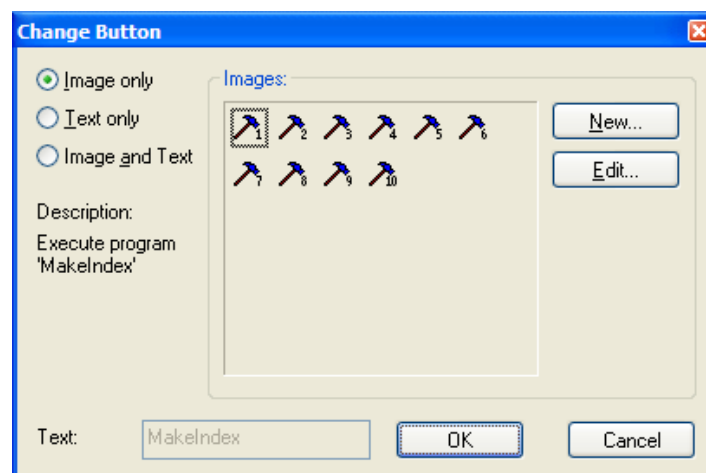 Change Button
Image only
Text only
Image and Text
Description:
Execute program
'MakeIndex'
Images:
1 2 3 4 5 6
7 8 9 10
New...
Edit...
Text:
MakeIndex
OK
Cancel